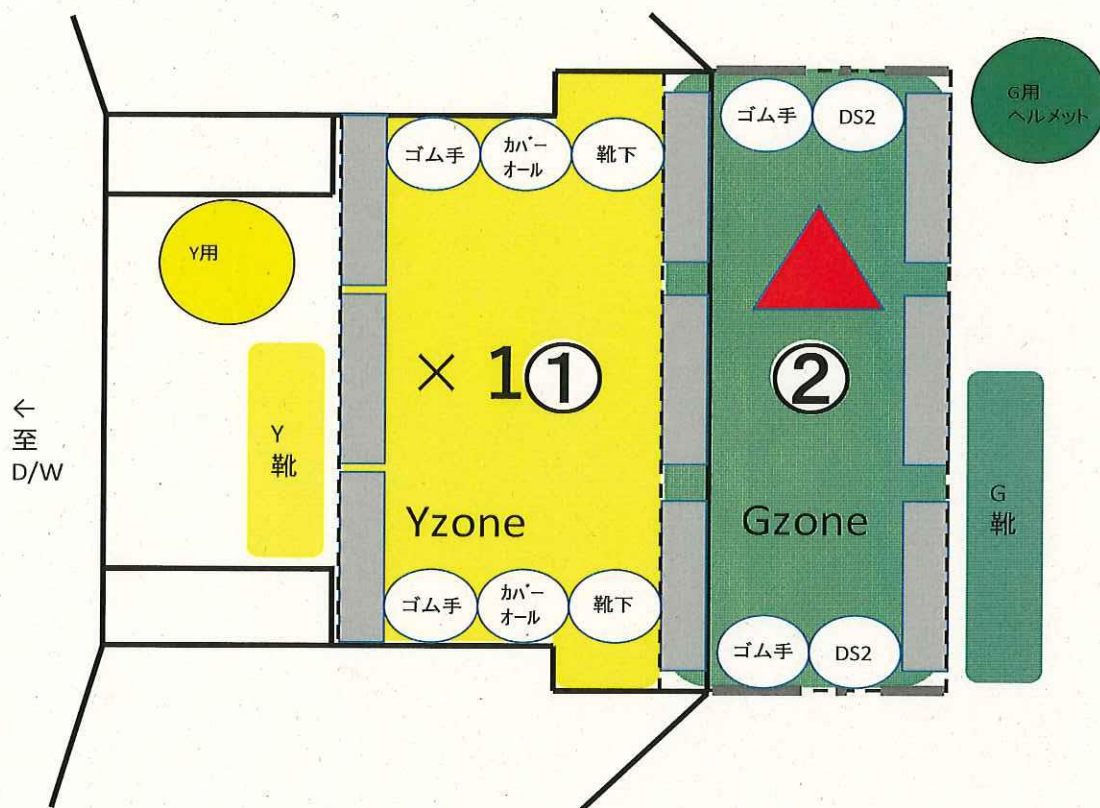 G用
ヘルメット
ゴム手
カバー
オール
靴下
ゴム手
DS2
Y用
← 
至
D/W
Y
靴
× 1①
②
G
靴
Yzone
Gzone
ゴム手
カバー
オール
靴下
ゴム手
DS2